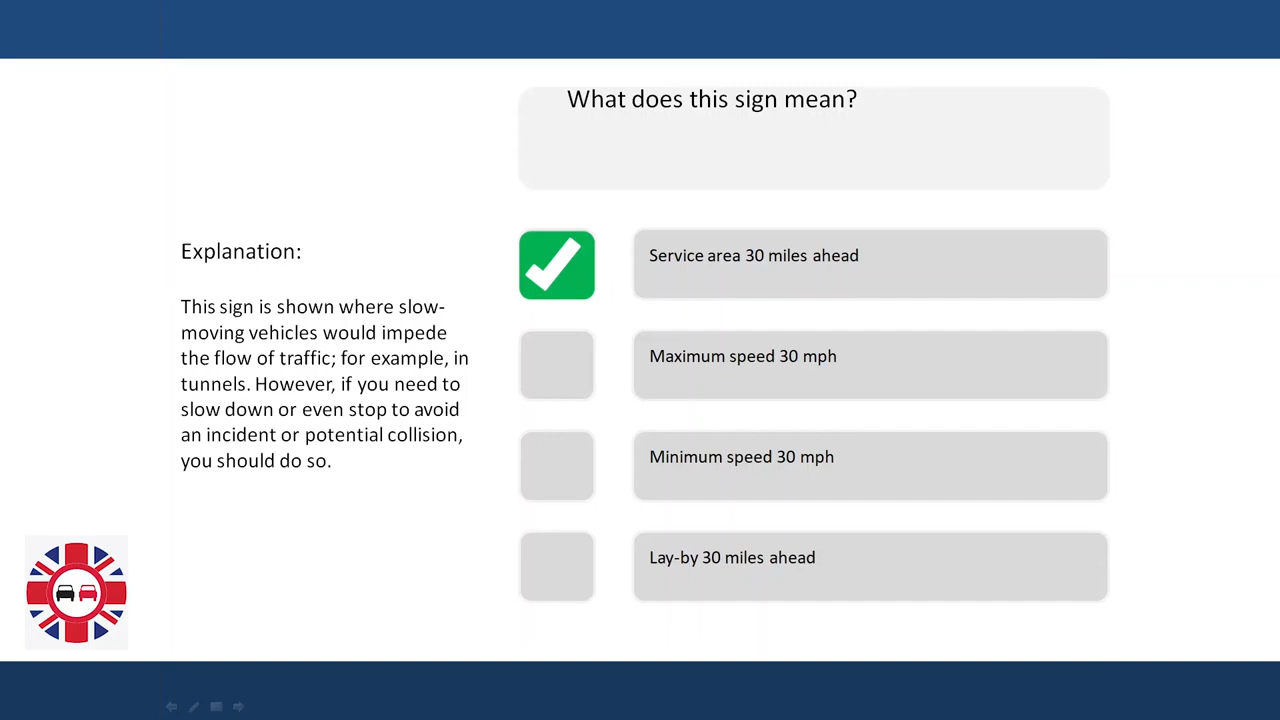 What does this sign mean?
Explanation:
This sign is shown where slow-
moving vehicles would impede
the flow of traffic; for example, in
tunnels. However, if you need to
slow down or even stop to avoid
an incident or potential collision,
you should do so.
Service area 30 miles ahead
Maximum speed 30 mph
Minimum speed 30 mph
Lay-by 30 miles ahead